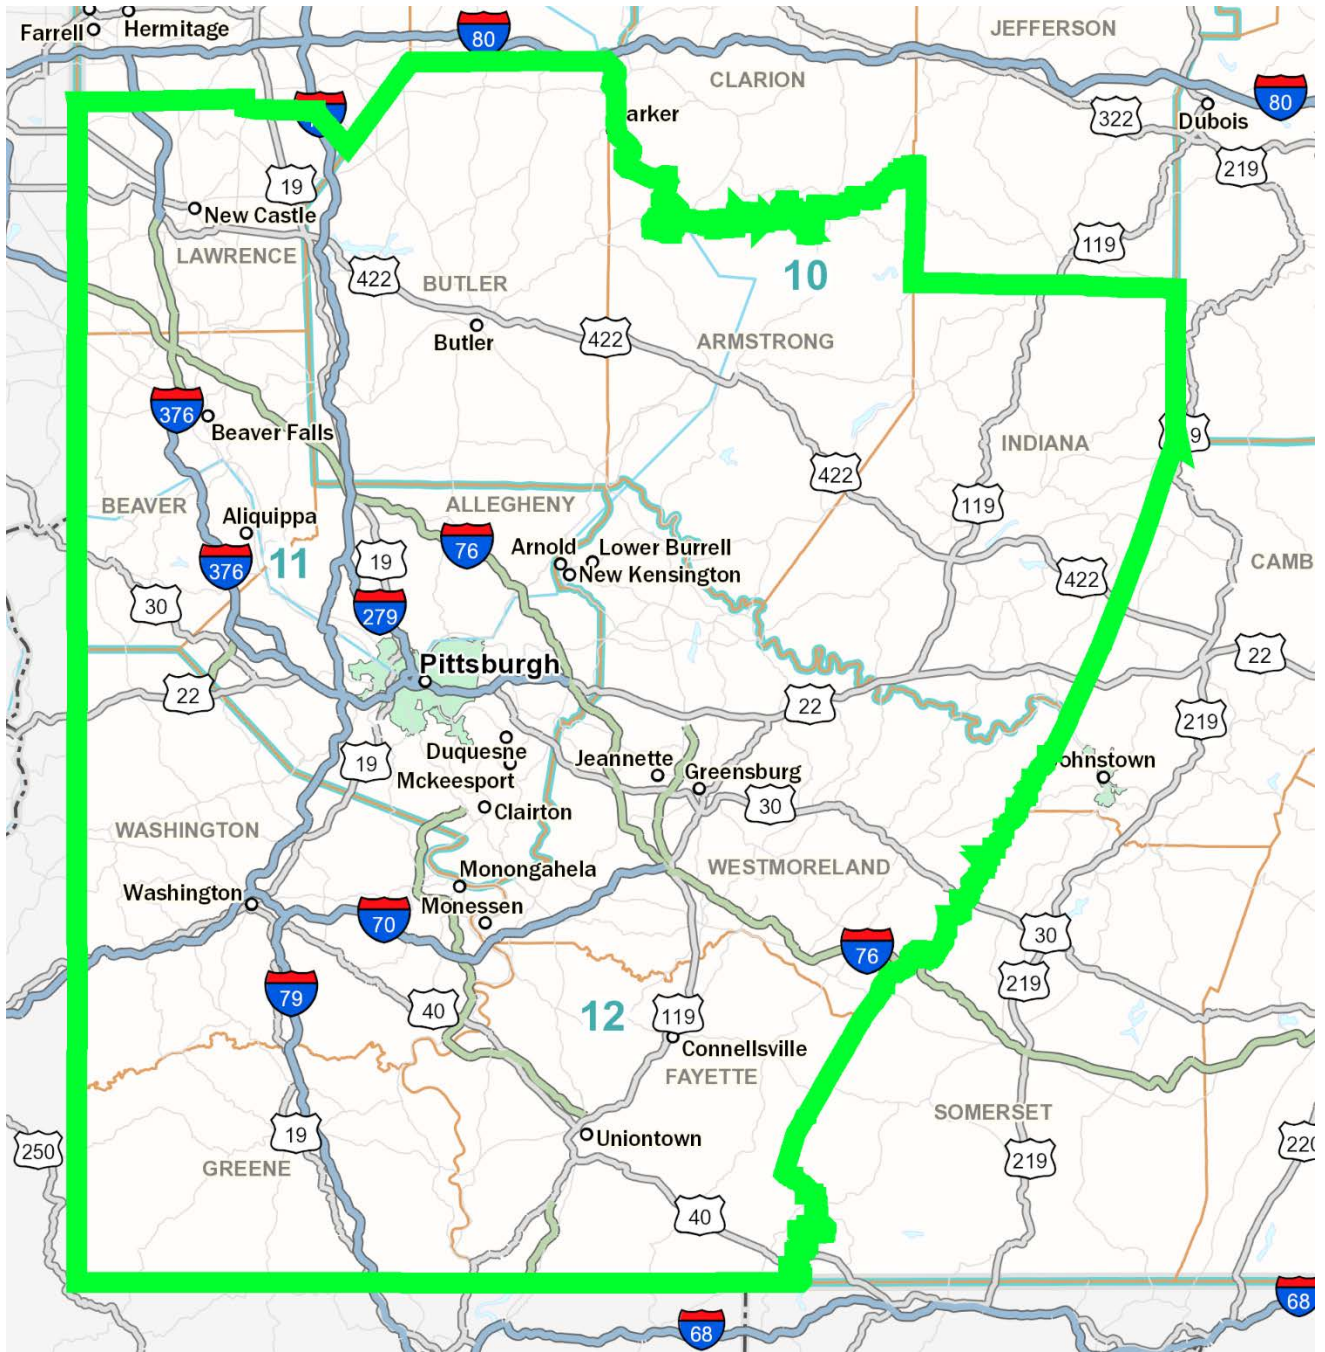 Farrell
Hermitage
80
JEFFERSON
CLARION
80
arker
322
Dubois
219
19
New Castle
LAWRENCE
119
422
BUTLER
10
Butler
422
ARMSTRONG
376
Beaver Falls
9
INDIANA
422
BEAVER
ALLEGHENY
119
Aliquippa
76
Arnold
Lower Burrell
New Kensington
11
19
376
422
CAMB
30
279
Pittsburgh
22
22
22
219
Duquesne
Mckeesport
19
Jeannette
Greensburg
ohnstown
Clairton
30
WASHINGTON
WESTMORELAND
Monongahela
Washington
Monessen
70
30
76
219
79
40
12
119
Connellsville
FAYETTE
SOMERSET
19
Uniontown
250
219
220
GREENE
40
68
68